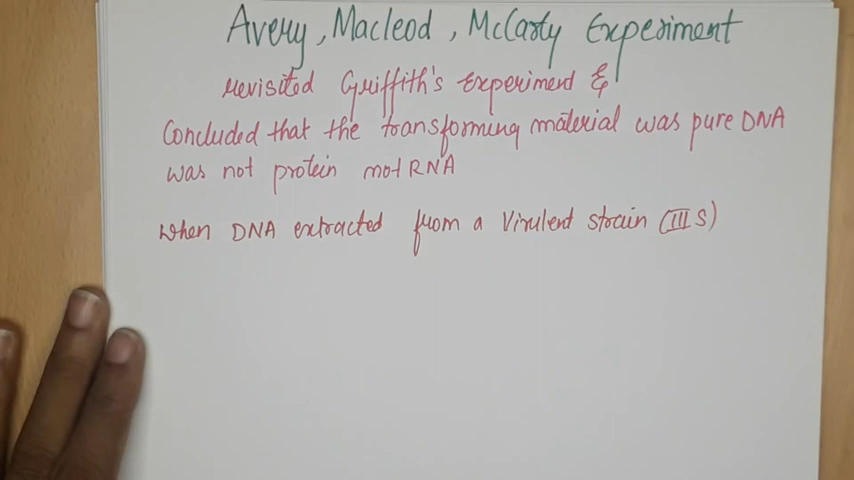 Avery, Macleod, McCarty Experiment
revisited Griffith's Experiment &
Concluded that the transforming material was pure DNA
was not protein not RNA
When DNA extracted from a Virulent strain (III S)